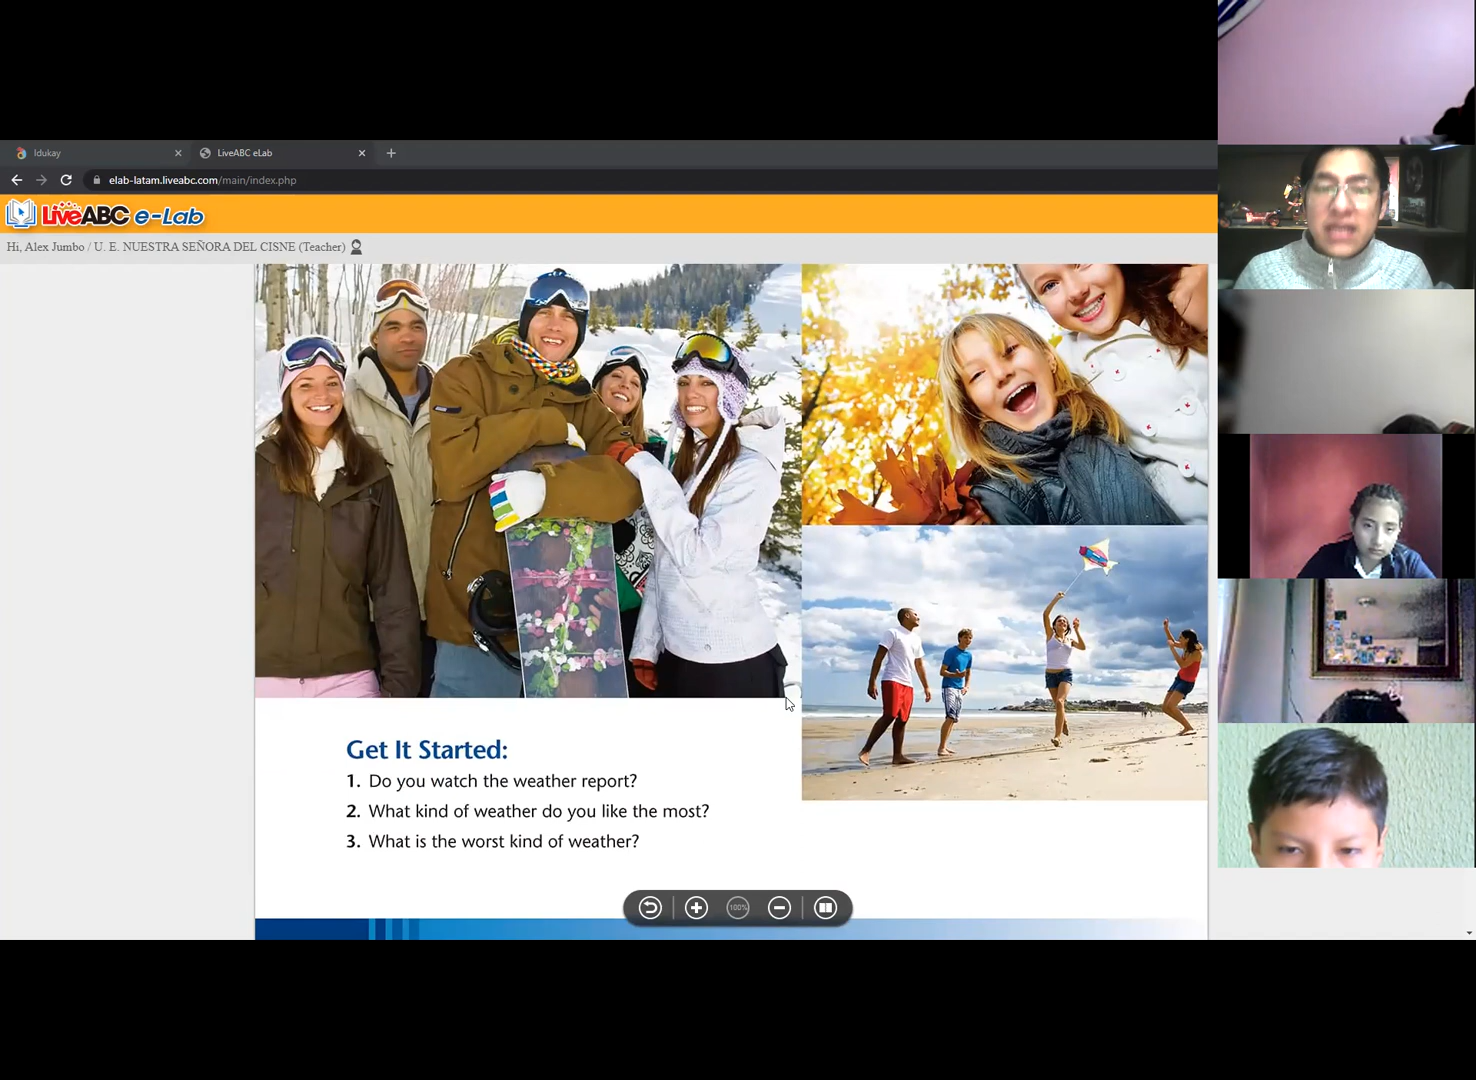 Idukay
LiveABC eLab
elab-latam.liveabc.com/main/index.php
LiveABC e-Lab
Hi, Alex Jumbo / U. E. NUESTRA SEÑORA DEL CISNE (Teacher)
Get It Started:
1. Do you watch the weather report?
2. What kind of weather do you like the most?
3. What is the worst kind of weather?
100%